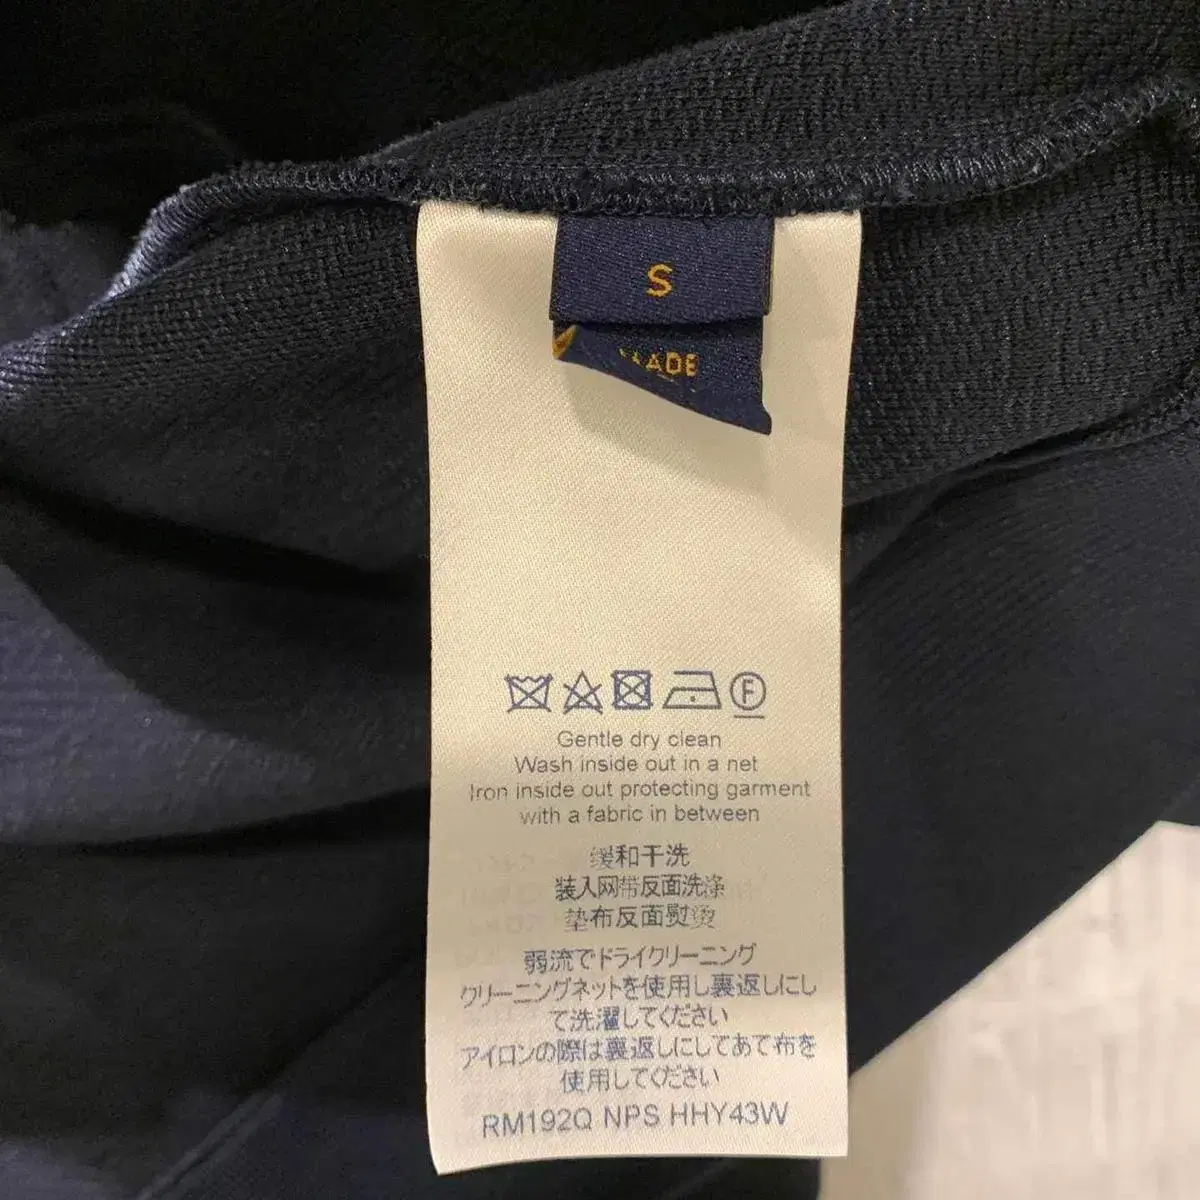 S
MADE
F
Gentle dry clean
Wash inside out in a net
Iron inside out protecting garment
with a fabric in between
缓和干洗
装入网带反面洗涤
垫布反面熨烫
弱流でドライクリーニング
クリーニングネットを使用し裏返しにし
て洗濯してください
アイロンの際は裏返しにしてあて布を
使用してください
RM192Q NPS HHY43W